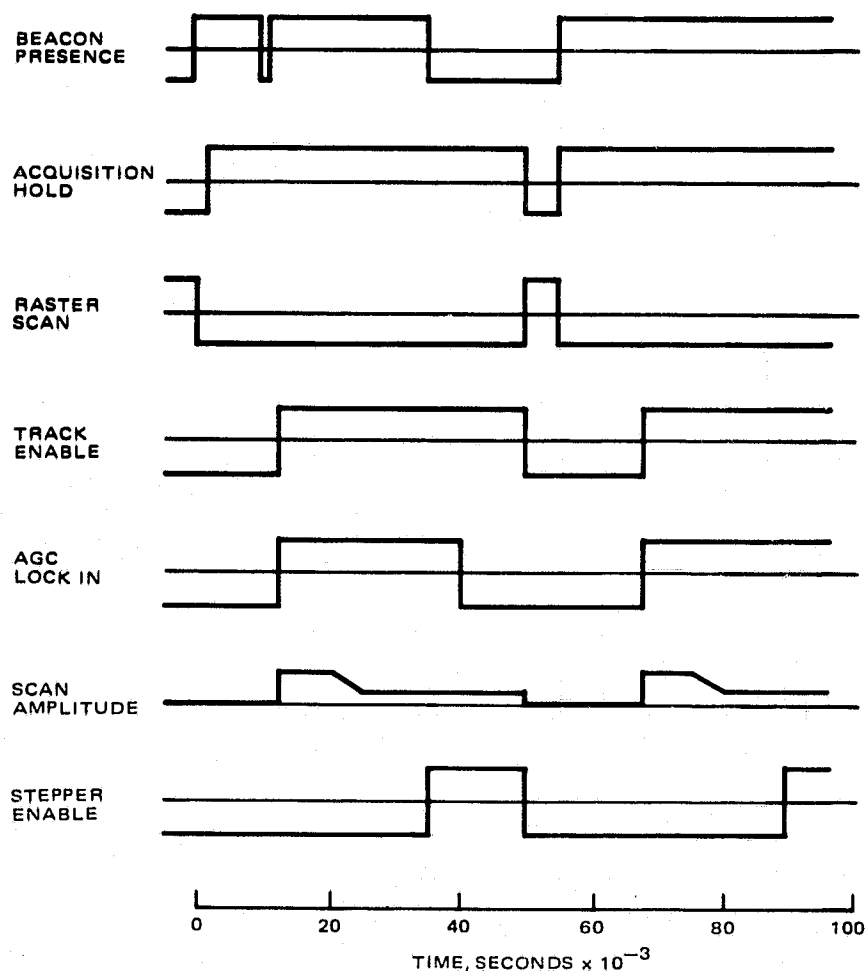 BEACON
PRESENCE
ACQUISITION
HOLD
RASTER
SCAN
TRACK
ENABLE
AGC
LOCK IN
SCAN
AMPLITUDE
STEPPER
ENABLE
0 20 40 60 80 100
TIME, SECONDS x 10⁻³